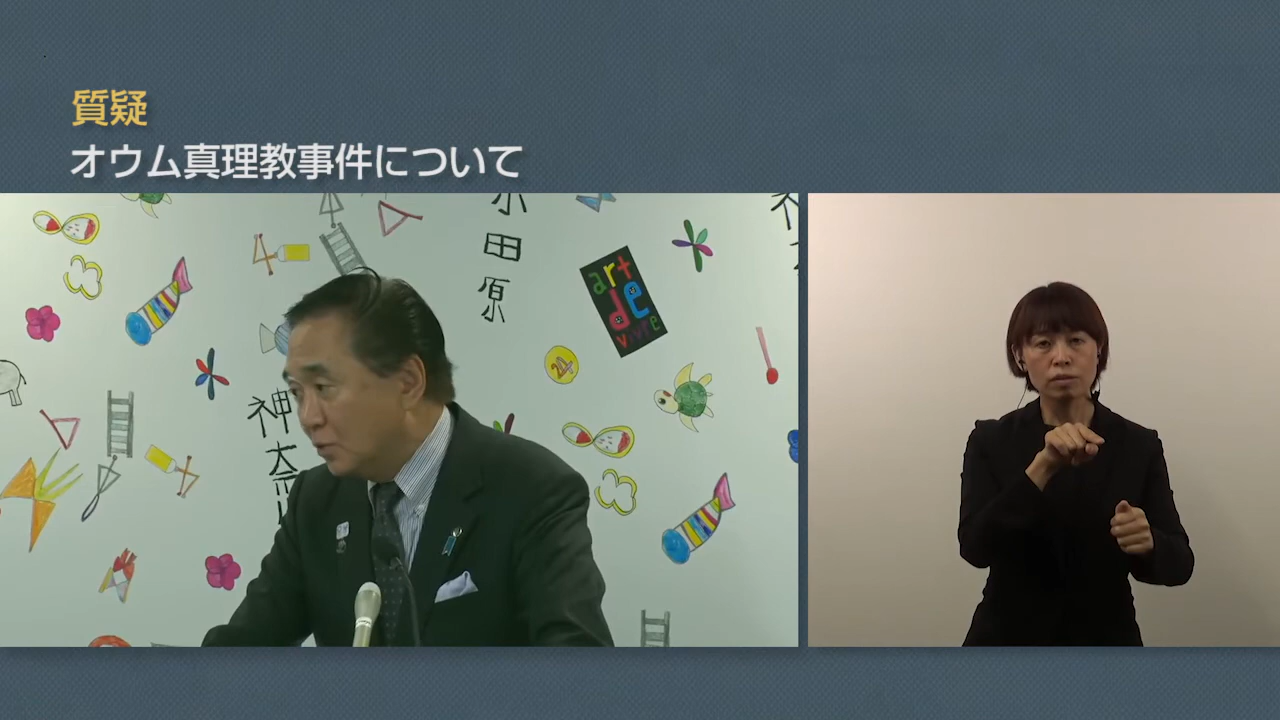 質疑
オウム真理教事件について
小田原
art
de
vivre
神奈